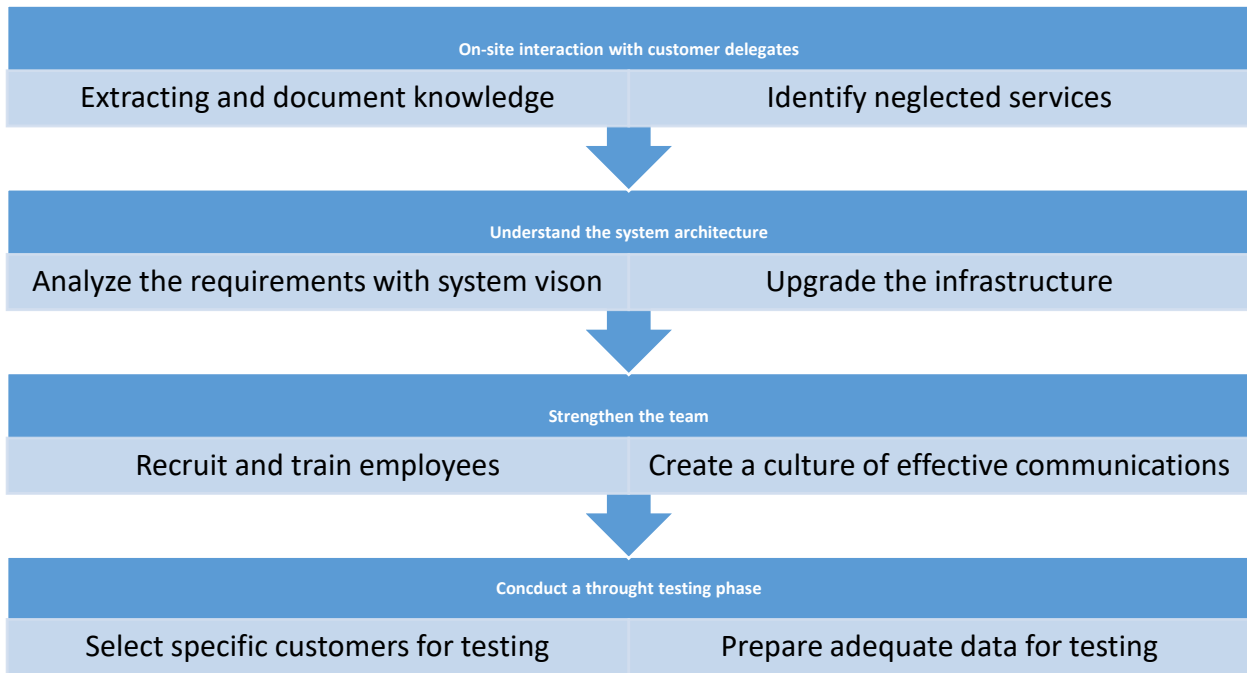 On-site interaction with customer delegates
Extracting and document knowledge
Identify neglected services
Understand the system architecture
Analyze the requirements with system vison
Upgrade the infrastructure
Strengthen the team
Recruit and train employees
Create a culture of effective communications
Concduct a throught testing phase
Select specific customers for testing
Prepare adequate data for testing